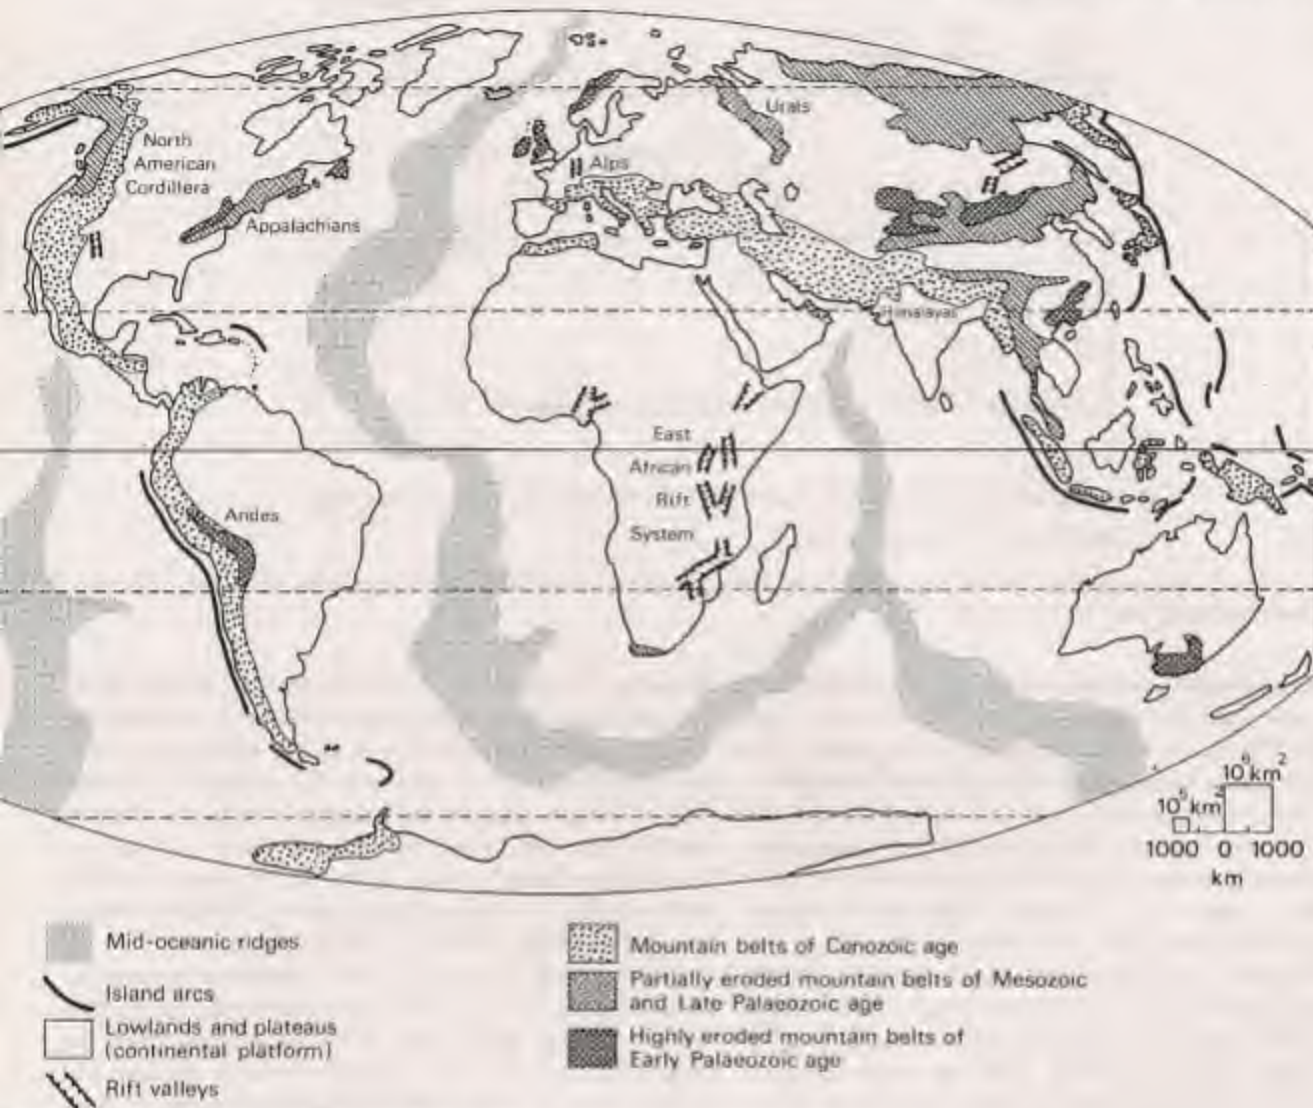 Urals
North
American
Cordillera
Alps
Appalachians
Himalayas
East
African
Rift
System
Andes
10⁶km²
10⁵km²
1000 0 1000
km
Mid-oceanic ridges
Island arcs
Lowlands and plateaus
(continental platform)
Rift valleys
Mountain belts of Cenozoic age
Partially eroded mountain belts of Mesozoic
and Late Palaeozoic age
Highly eroded mountain belts of
Early Palaeozoic age